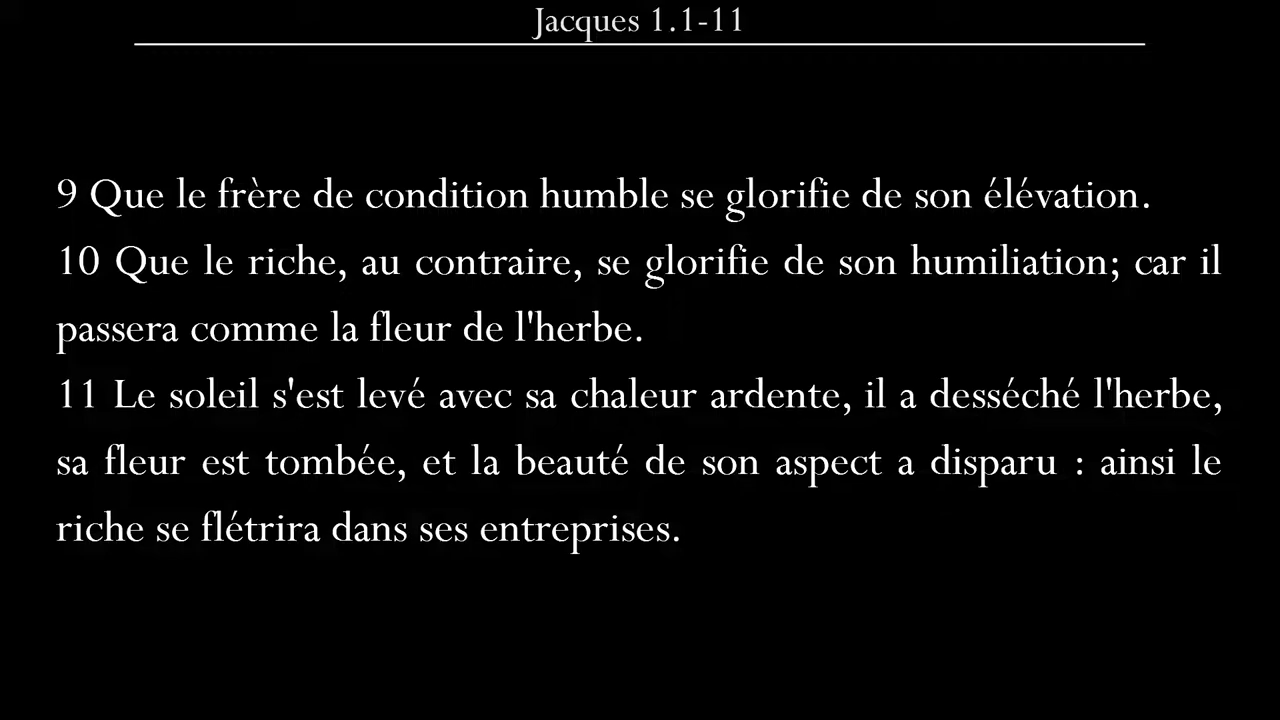 Jacques 1.1-11
9 Que le frère de condition humble se glorifie de son élévation.
10 Que le riche, au contraire, se glorifie de son humiliation; car il
passera comme la fleur de l'herbe.
11 Le soleil s'est levé avec sa chaleur ardente, il a desséché l'herbe,
sa fleur est tombée, et la beauté de son aspect a disparu : ainsi le
riche se flétrira dans ses entreprises.